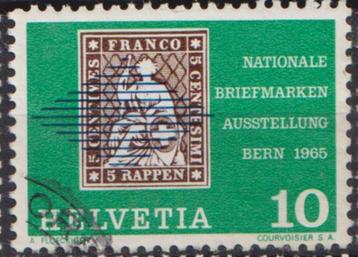 FRANCO
5 CENTIMES
5 CENTESIMI
5 RAPPEN
NATIONALE
BRIEFMARKEN
AUSSTELLUNG
BERN 1965
HELVETIA 10
COURVOISIER S.A.